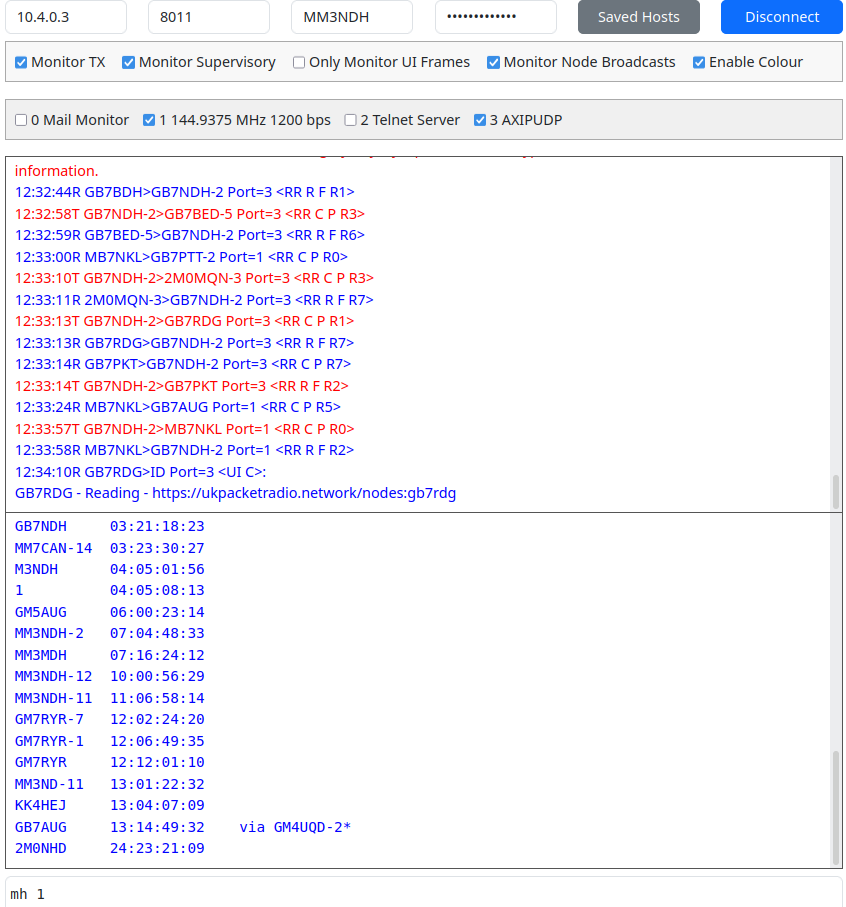 10.4.0.3 8011 MM3NDH ••••••••••••• Saved Hosts Disconnect
Monitor TX Monitor Supervisory Only Monitor UI Frames Monitor Node Broadcasts Enable Colour
0 Mail Monitor 1 144.9375 MHz 1200 bps 2 Telnet Server 3 AXIPUDP
information.
12:32:44R GB7BDH>GB7NDH-2 Port=3 <RR R F R1>
12:32:58T GB7NDH-2>GB7BED-5 Port=3 <RR C P R3>
12:32:59R GB7BED-5>GB7NDH-2 Port=3 <RR R F R6>
12:33:00R MB7NKL>GB7PTT-2 Port=1 <RR C P R0>
12:33:10T GB7NDH-2>2M0MQN-3 Port=3 <RR C P R3>
12:33:11R 2M0MQN-3>GB7NDH-2 Port=3 <RR R F R7>
12:33:13T GB7NDH-2>GB7RDG Port=3 <RR C P R1>
12:33:13R GB7RDG>GB7NDH-2 Port=3 <RR R F R7>
12:33:14R GB7PKT>GB7NDH-2 Port=3 <RR C P R7>
12:33:14T GB7NDH-2>GB7PKT Port=3 <RR R F R2>
12:33:24R MB7NKL>GB7AUG Port=1 <RR C P R5>
12:33:57T GB7NDH-2>MB7NKL Port=1 <RR C P R0>
12:33:58R MB7NKL>GB7NDH-2 Port=1 <RR R F R2>
12:34:10R GB7RDG>ID Port=3 <UI C>:
GB7RDG - Reading - https://ukpacketradio.network/nodes:gb7rdg
GB7NDH 03:21:18:23
MM7CAN-14 03:23:30:27
M3NDH 04:05:01:56
1 04:05:08:13
GM5AUG 06:00:23:14
MM3NDH-2 07:04:48:33
MM3MDH 07:16:24:12
MM3NDH-12 10:00:56:29
MM3NDH-11 11:06:58:14
GM7RYR-7 12:02:24:20
GM7RYR-1 12:06:49:35
GM7RYR 12:12:01:10
MM3ND-11 13:01:22:32
KK4HEJ 13:04:07:09
GB7AUG 13:14:49:32 via GM4UQD-2*
2M0NHD 24:23:21:09
mh 1